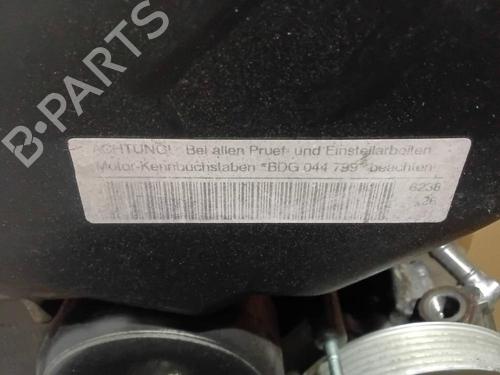 B-PARTS
ACHTUNG! Bei allen Pruef- und Einstellarbeiten
Motor-Kennbuchstaben *BDG 044 799* beachten!
6236